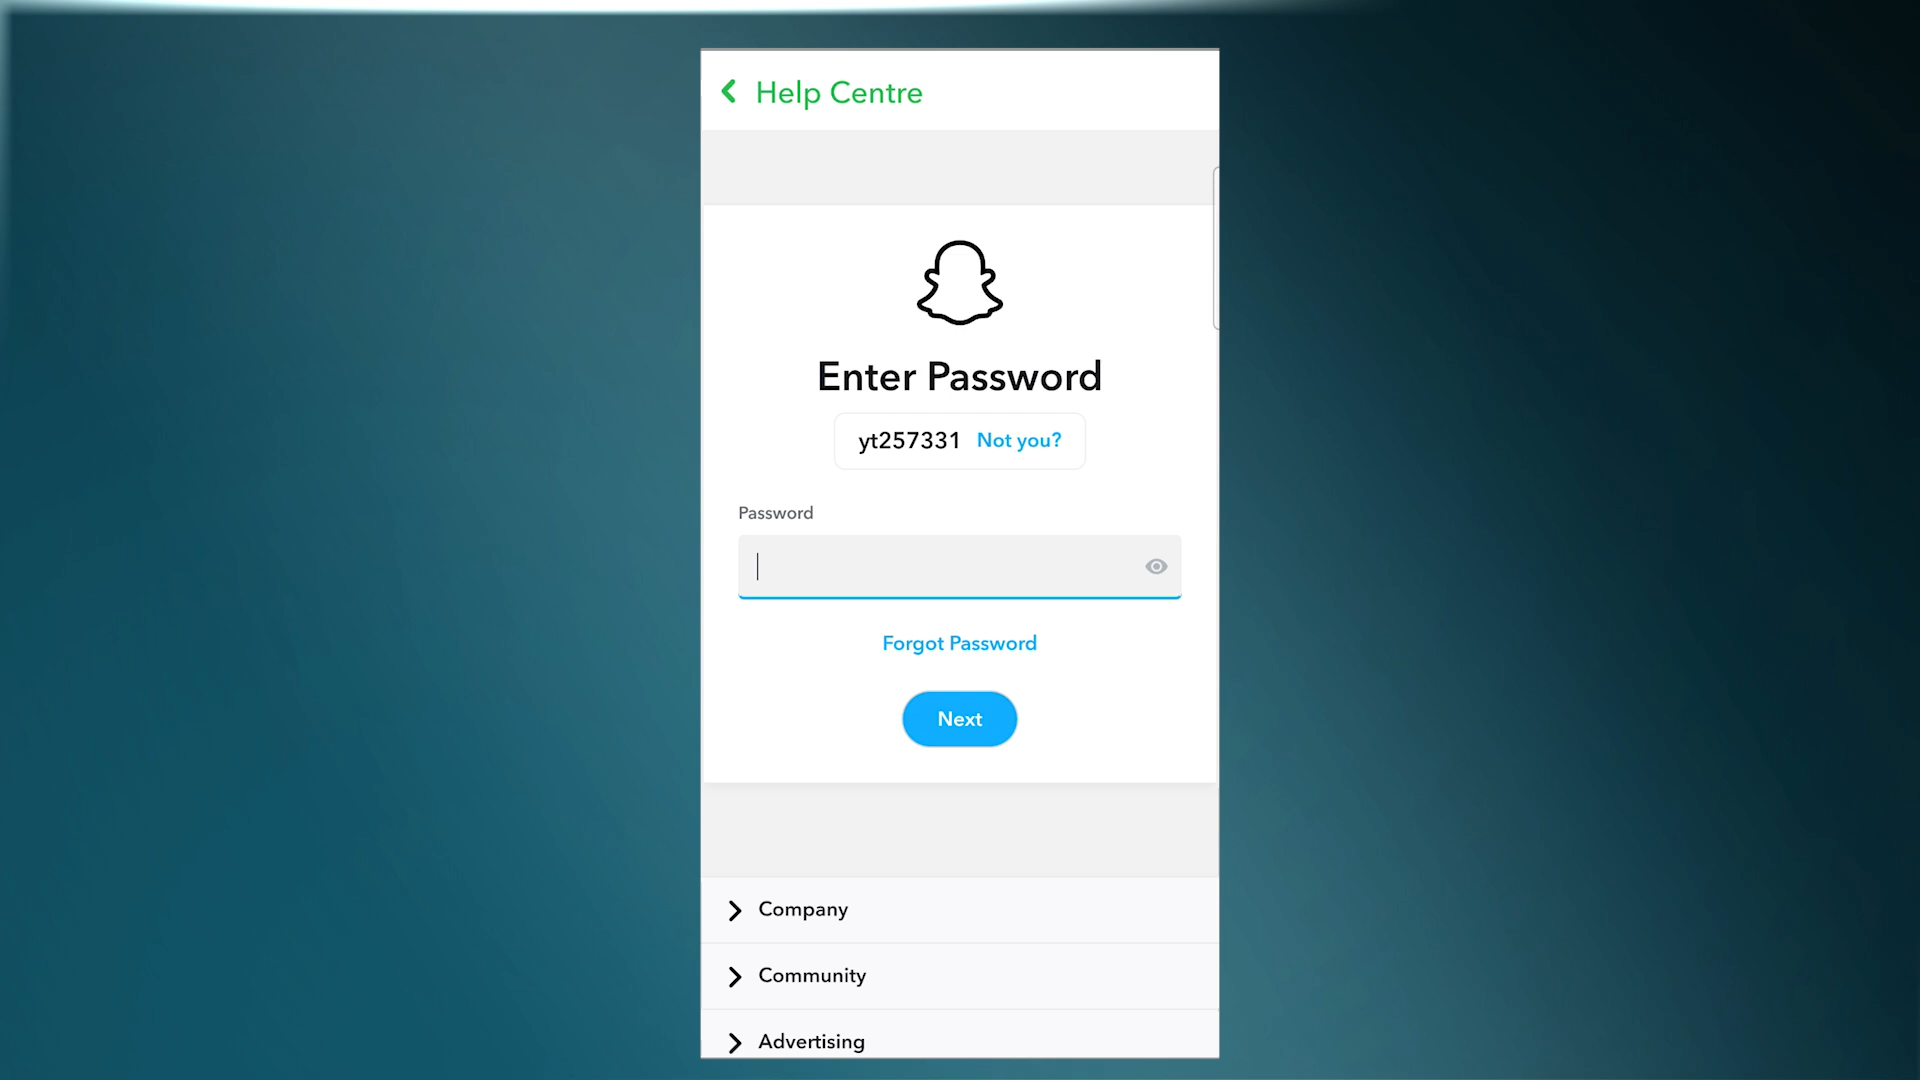 Help Centre
Enter Password
yt257331 Not you?
Password
Forgot Password
Next
Company
Community
Advertising